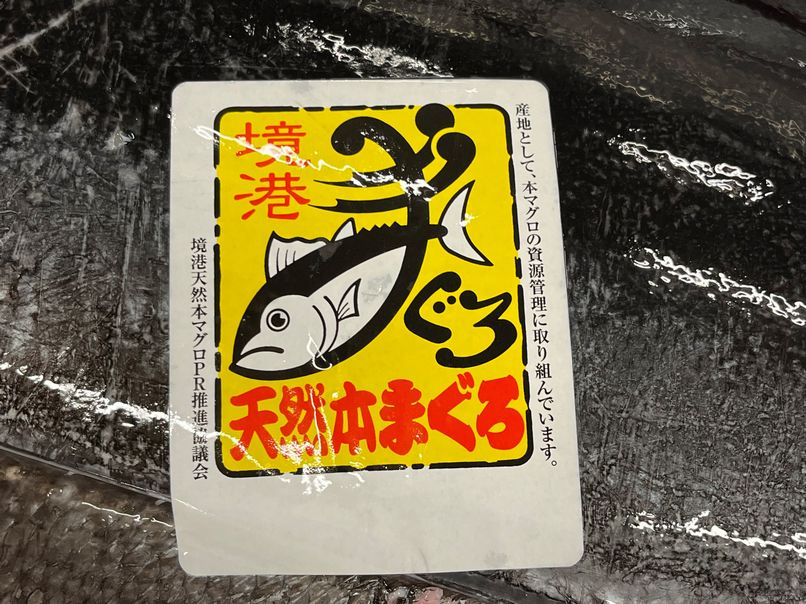 産地として、本マグロの資源管理に取り組んでいます。
境港
まぐろ
天然本まぐろ
境港天然本マグロPR推進協議会